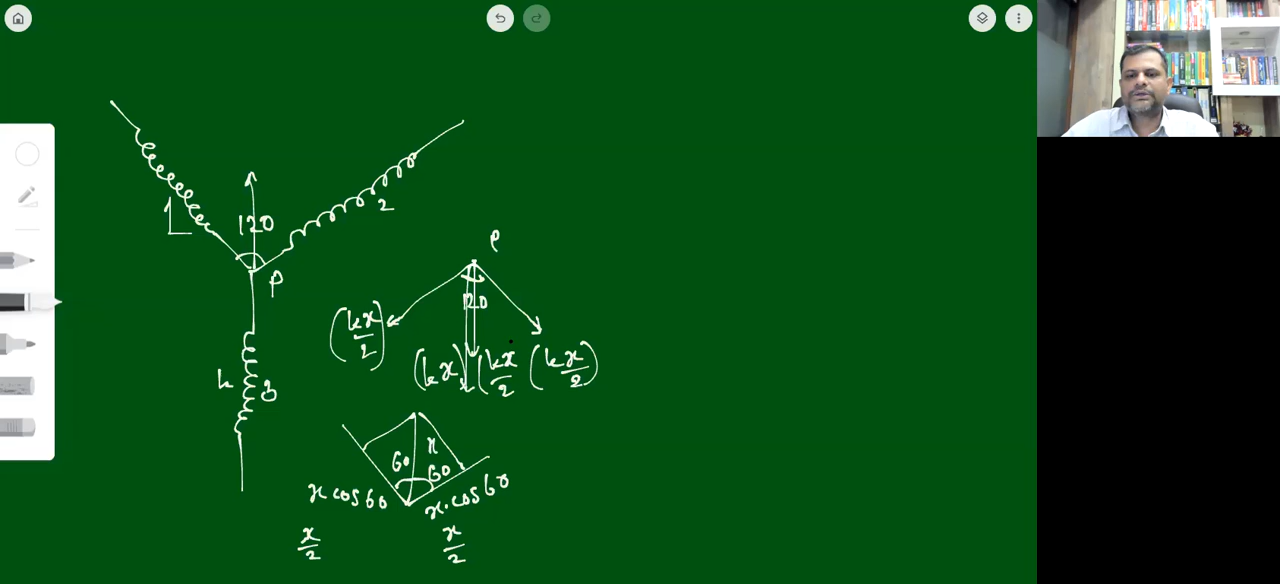 1
120
2
P
k 3
P
120
(kx/2)
(kx) (kx/2) (kx/2)
60 x
60
x cos 60
x. cos 60
x/2
x/2